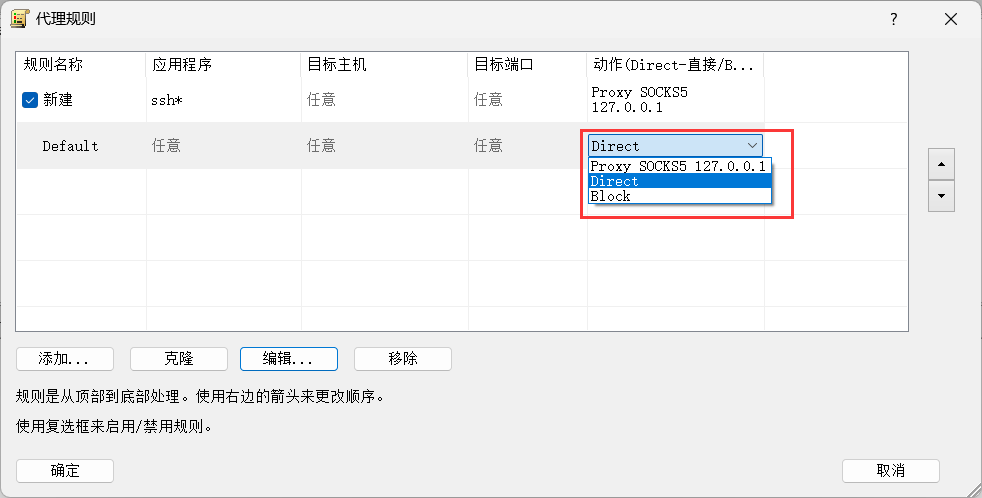 代理规则
?
规则名称 应用程序 目标主机 目标端口 动作(Direct-直接/B...
新建 ssh* 任意 任意 Proxy SOCKS5
127.0.0.1
Default 任意 任意 任意 Direct
Proxy SOCKS5 127.0.0.1
Direct
Block
添加... 克隆 编辑... 移除
规则是从顶部到底部处理。使用右边的箭头来更改顺序。
使用复选框来启用/禁用规则。
确定 取消